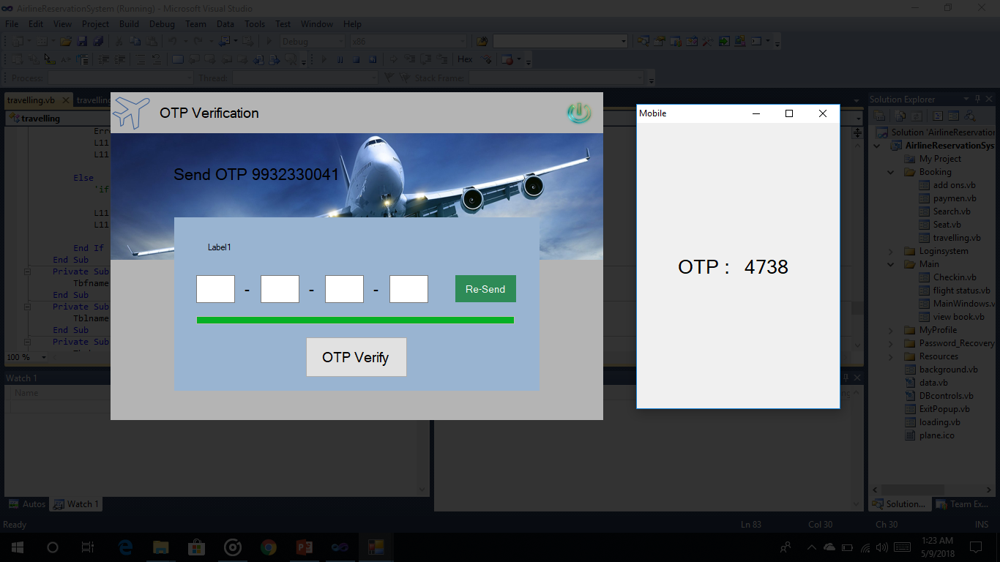 AirlineReservationSystem (Running) - Microsoft Visual Studio
File Edit View Project Build Debug Team Data Tools Test Window Help
Debug x86
Hex
Process: Thread: Stack Frame:
travelling.vb travelling
travelling
Else
'if
L11
L11
End If
End Sub
Private Sub
Tbfname
End Sub
Private Sub
Tblname
End Sub
Private Sub
100 %
OTP Verification
Send OTP 9932330041
Label1
- - -
Re-Send
OTP Verify
Mobile
OTP : 4738
Solution Explorer
Solution 'AirlineReservation
AirlineReservationSys
My Project
Booking
add ons.vb
paymen.vb
Search.vb
Seat.vb
travelling.vb
Loginsystem
Main
Checkin.vb
flight status.vb
MainWindows.v
view book.vb
MyProfile
Password_Recovery
Resources
background.vb
data.vb
DBcontrols.vb
ExitPopup.vb
loading.vb
plane.ico
Solution... Team Ex...
Watch 1
Name
Autos Watch 1
Ready Ln 83 Col 30 Ch 30 INS
1:23 AM
5/9/2018